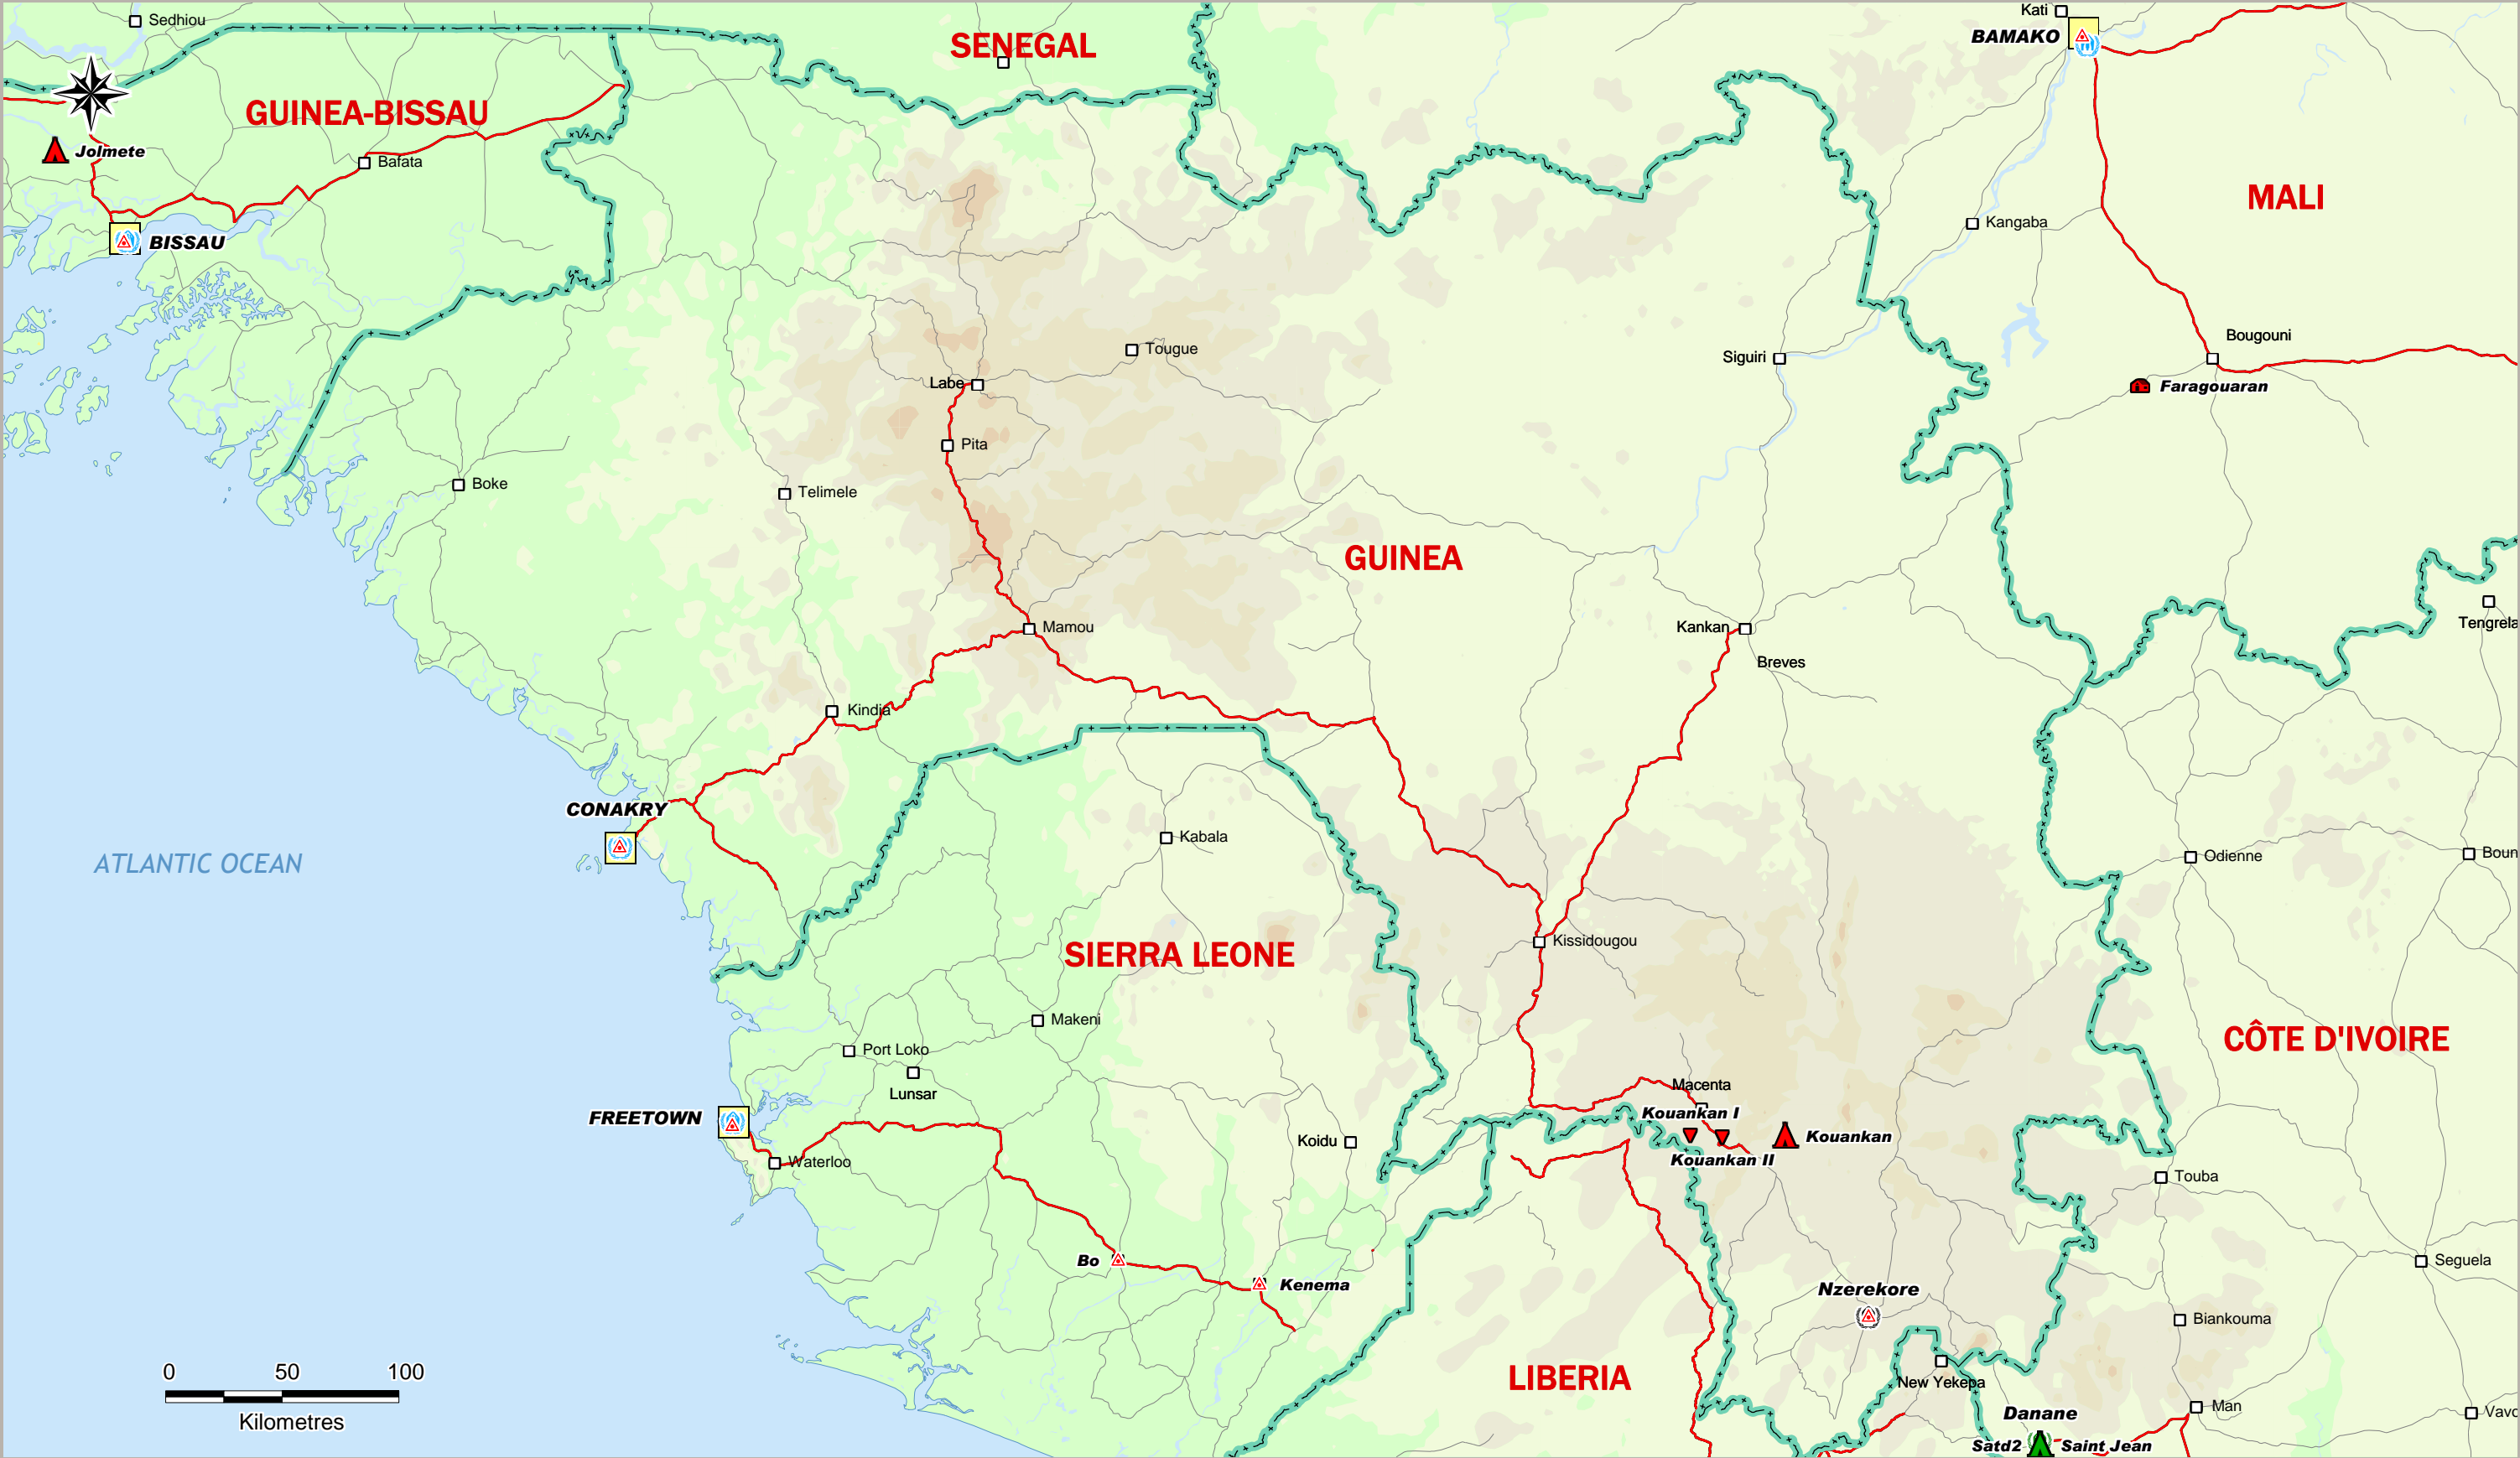 Sedhiou
Kati
BAMAKO
SENEGAL
GUINEA-BISSAU
Jolmete
Bafata
MALI
Kangaba
BISSAU
Bougouni
Tougue
Siguiri
Labe
Faragouaran
Pita
Boke
Telimele
GUINEA
Tengrela
Mamou
Kankan
Breves
Kindia
CONAKRY
Kabala
ATLANTIC OCEAN
Odienne
Boun
Kissidougou
SIERRA LEONE
Makeni
CÔTE D'IVOIRE
Port Loko
Lunsar
Macenta
Kouankan I
FREETOWN
Koidu
Kouankan
Waterloo
Kouankan II
Touba
Bo
Seguela
Kenema
Nzerekore
Biankouma
0 50 100
Kilometres
LIBERIA
New Yekepa
Man
Vavo
Danane
Satd2
Saint Jean